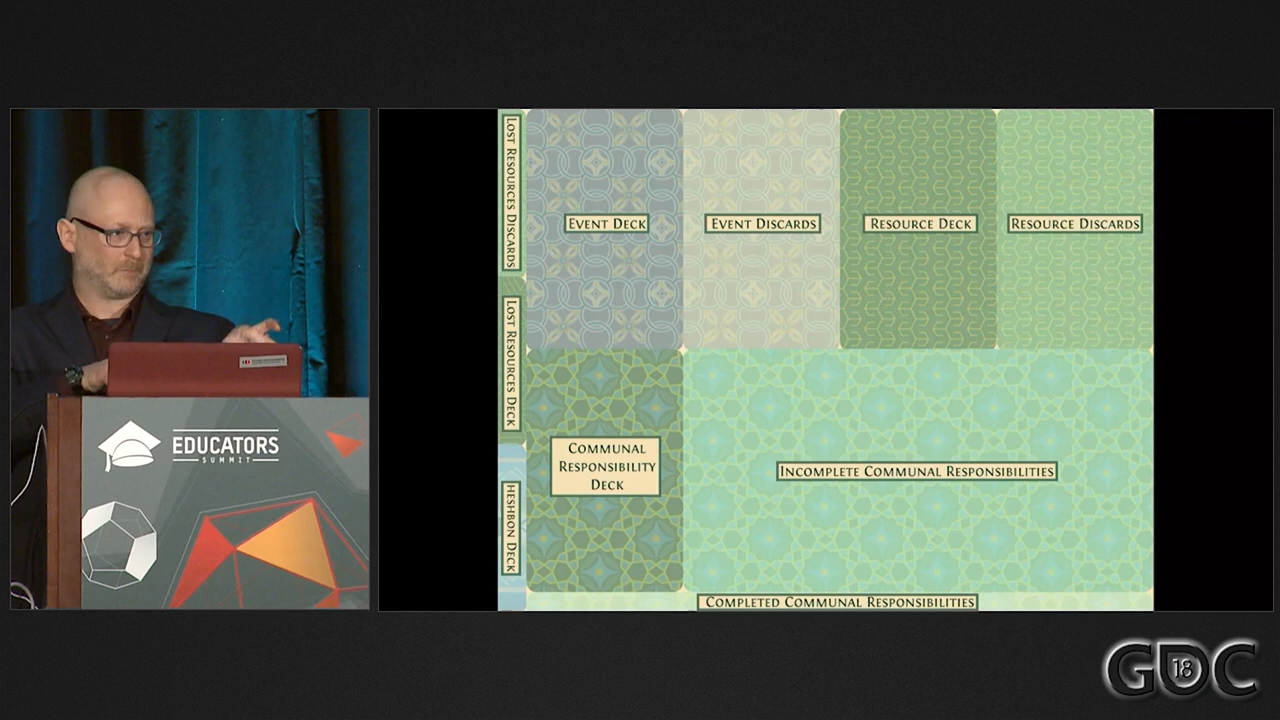 EDUCATORS
SUMMIT
LOST RESOURCES DISCARDS
LOST RESOURCES DECK
HESHBON DECK
EVENT DECK
EVENT DISCARDS
RESOURCE DECK
RESOURCE DISCARDS
COMMUNAL
RESPONSIBILITY
DECK
INCOMPLETE COMMUNAL RESPONSIBILITIES
COMPLETED COMMUNAL RESPONSIBILITIES
GDC
18